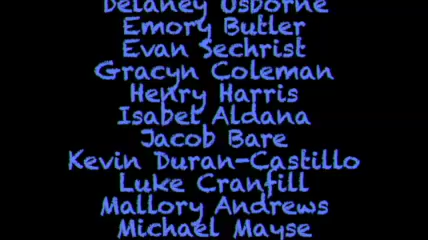 Delaney Osborne
Emory Butler
Evan Sechrist
Gracyn Coleman
Henry Harris
Isabel Aldana
Jacob Bare
Kevin Duran-Castillo
Luke Cranfill
Mallory Andrews
Michael Mayse